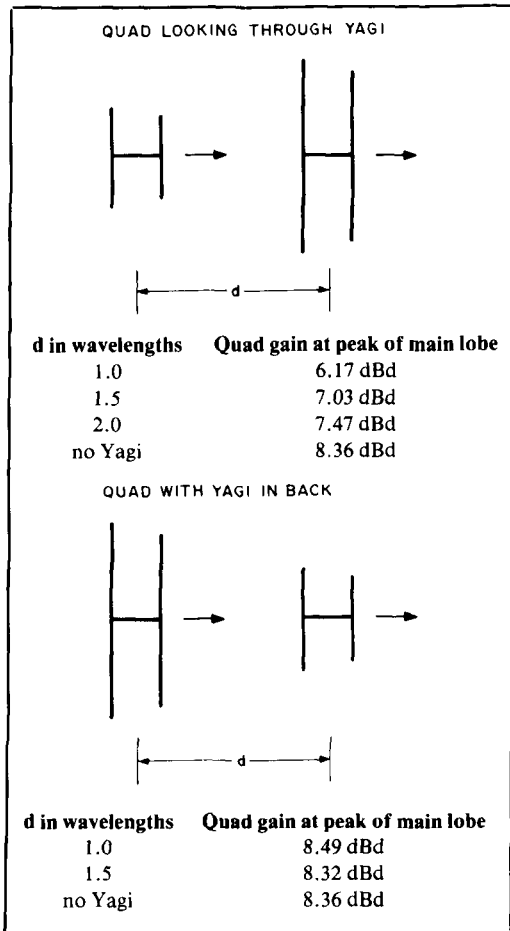 QUAD LOOKING THROUGH YAGI
d
d in wavelengths Quad gain at peak of main lobe
1.0 6.17 dBd
1.5 7.03 dBd
2.0 7.47 dBd
no Yagi 8.36 dBd
QUAD WITH YAGI IN BACK
d
d in wavelengths Quad gain at peak of main lobe
1.0 8.49 dBd
1.5 8.32 dBd
no Yagi 8.36 dBd